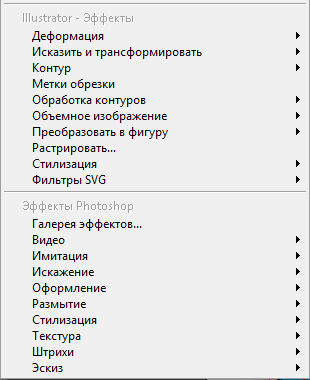 Illustrator - Эффекты
Деформация
Исказить и трансформировать
Контур
Метки обрезки
Обработка контуров
Объемное изображение
Преобразовать в фигуру
Растрировать...
Стилизация
Фильтры SVG
Эффекты Photoshop
Галерея эффектов...
Видео
Имитация
Искажение
Оформление
Размытие
Стилизация
Текстура
Штрихи
Эскиз